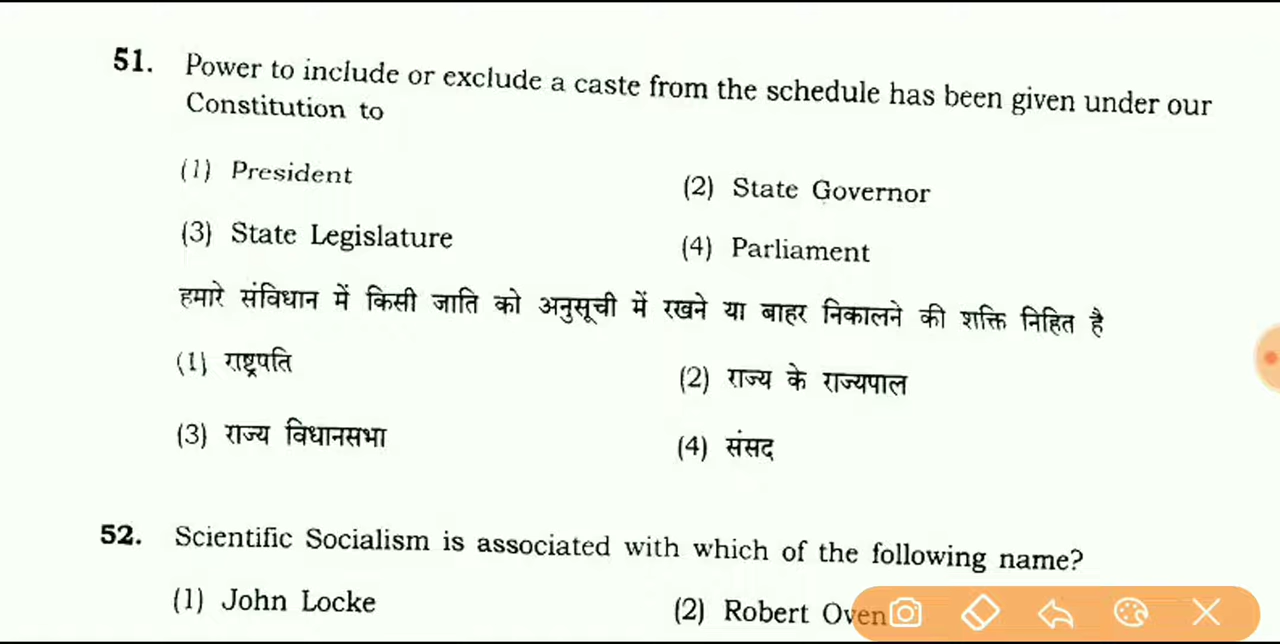 51. Power to include or exclude a caste from the schedule has been given under our
Constitution to
(1) President
(2) State Governor
(3) State Legislature
(4) Parliament
हमारे संविधान में किसी जाति को अनुसूची में रखने या बाहर निकालने की शक्ति निहित है
(1) राष्ट्रपति
(2) राज्य के राज्यपाल
(3) राज्य विधानसभा
(4) संसद
52. Scientific Socialism is associated with which of the following name?
(1) John Locke
(2) Robert Oven